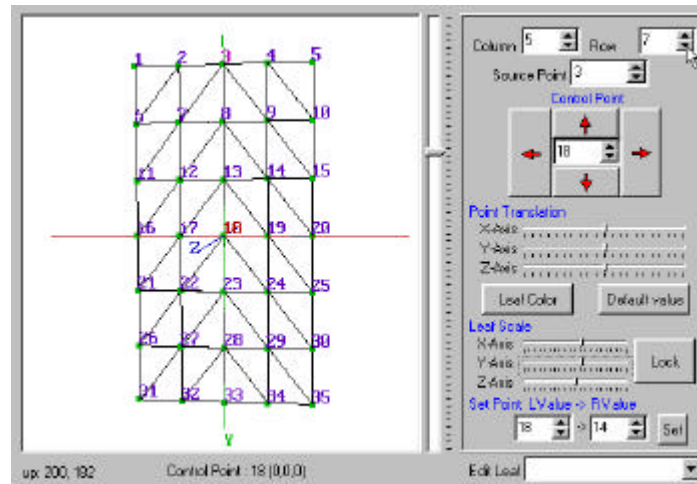 1 2 3 4 5
6 7 8 9 10
11 12 13 14 15
16 17 18 19 20
Z
21 22 23 24 25
26 27 28 29 30
31 32 33 34 35
Y
up: 200, 182 Control Point : 18 (0,0,0)
Column 5 Row 7
Source Point 3
Control Point
18
Point Translation
X-Axis
Y-Axis
Z-Axis
Leaf Color Default value
Leaf Scale
X-Axis
Y-Axis
Z-Axis
Lock
Set Point LValue -> RValue
18 -> 14 Set
Edit Leaf